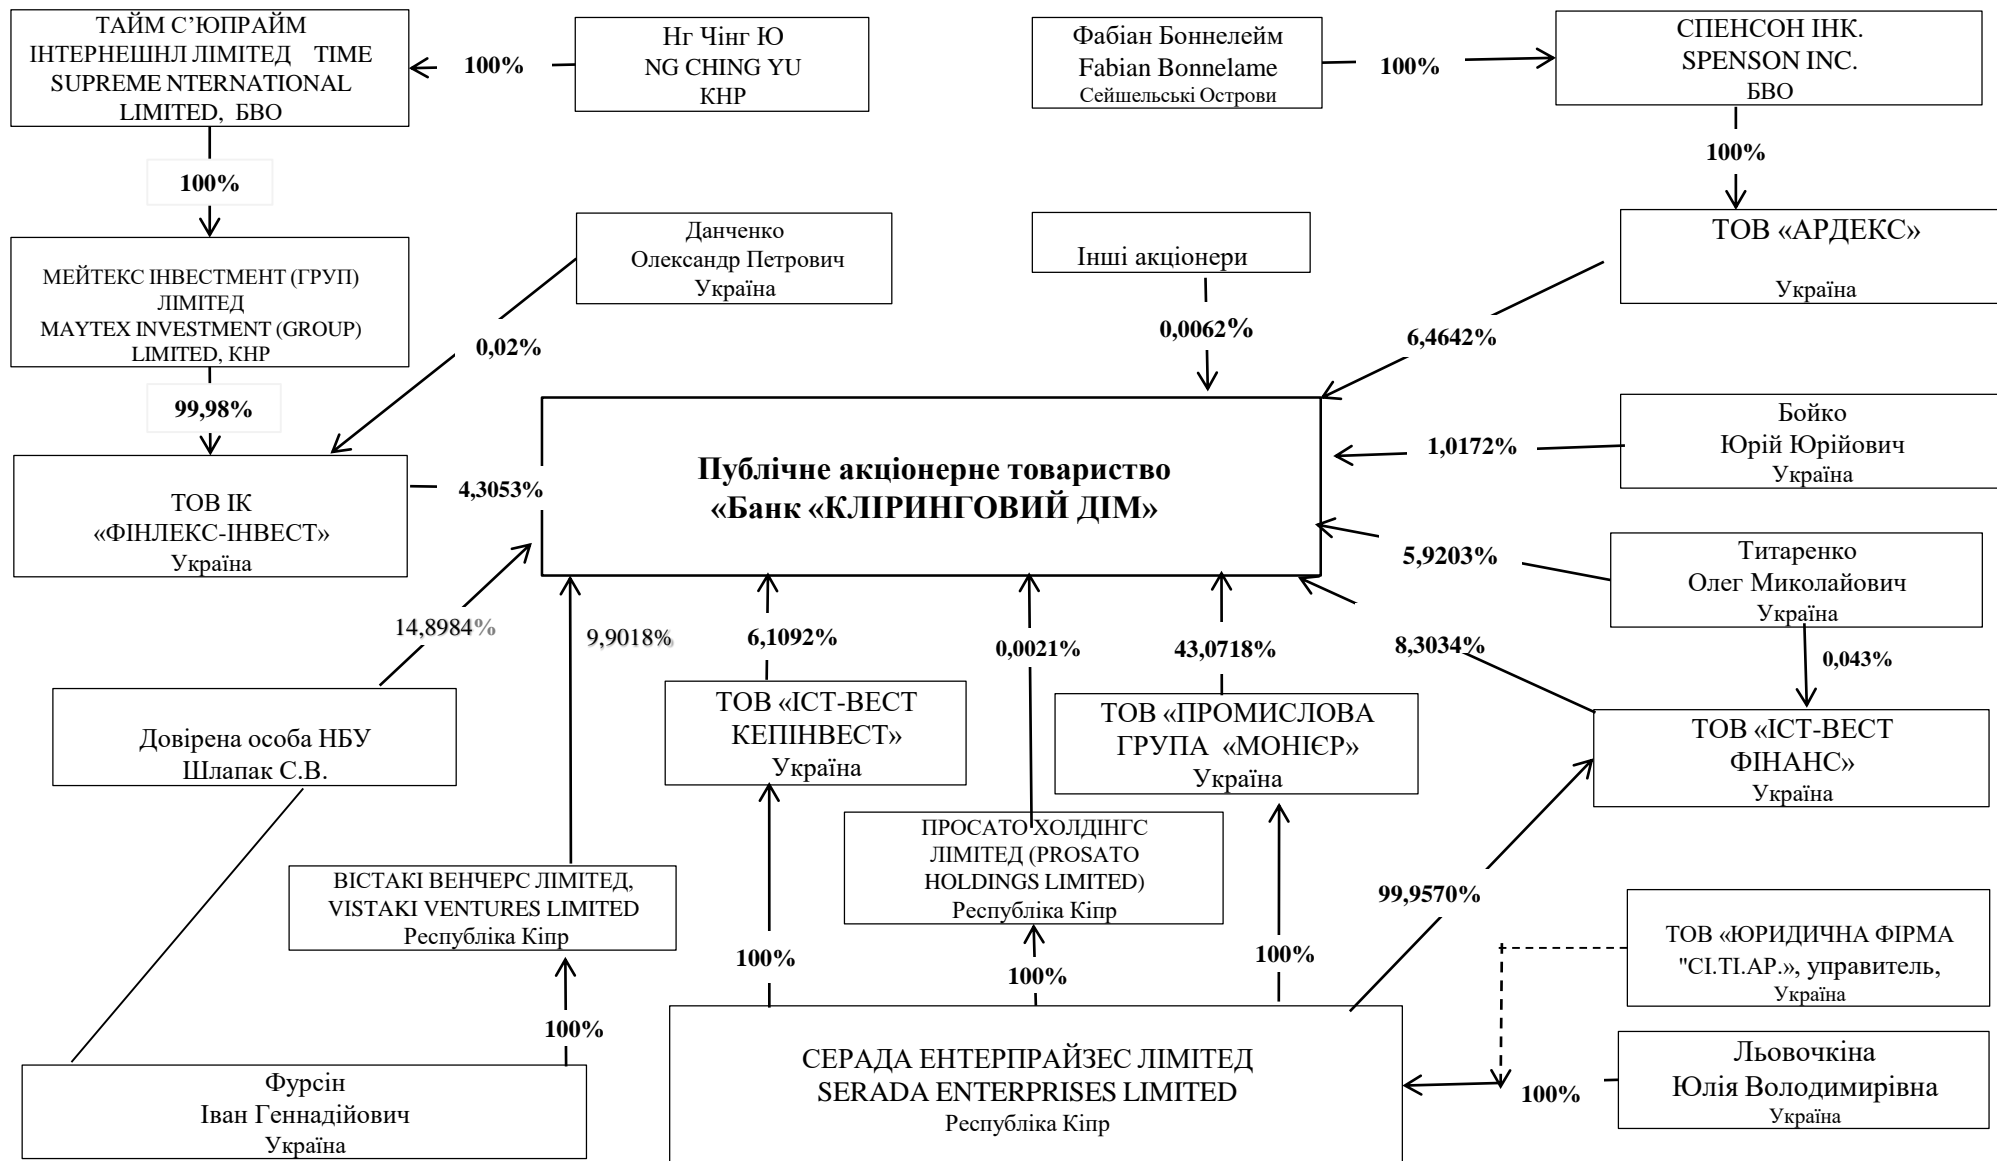 ТАЙМ С’ЮПРАЙМ
ІНТЕРНЕШНЛ ЛІМІТЕД TIME
SUPREME NTERNATIONAL
LIMITED, БВО
100%
Нг Чінг Ю
NG CHING YU
КНР
Фабіан Боннелейм
Fabian Bonnelame
Сейшельські Острови
100%
СПЕНСОН ІНК.
SPENSON INC.
БВО
100%
100%
МЕЙТЕКС ІНВЕСТМЕНТ (ГРУП)
ЛІМІТЕД
MAYTEX INVESTMENT (GROUP)
LIMITED, КНР
Данченко
Олександр Петрович
Україна
Інші акціонери
ТОВ «АРДЕКС»
Україна
0,02%
0,0062%
6,4642%
99,98%
ТОВ ІК
«ФІНЛЕКС-ІНВЕСТ»
Україна
4,3053%
Публічне акціонерне товариство
«Банк «КЛІРИНГОВИЙ ДІМ»
1,0172%
Бойко
Юрій Юрійович
Україна
5,9203%
Титаренко
Олег Миколайович
Україна
14,8984%
9,9018%
6,1092%
0,0021%
43,0718%
8,3034%
0,043%
Довірена особа НБУ
Шлапак С.В.
ТОВ «ІСТ-ВЕСТ
КЕПІНВЕСТ»
Україна
ТОВ «ПРОМИСЛОВА
ГРУПА «МОНІЄР»
Україна
ТОВ «ІСТ-ВЕСТ
ФІНАНС»
Україна
ВІСТАКІ ВЕНЧЕРС ЛІМІТЕД,
VISTAKI VENTURES LIMITED
Республіка Кіпр
ПРОСАТО ХОЛДІНГС
ЛІМІТЕД (PROSATO
HOLDINGS LIMITED)
Республіка Кіпр
99,9570%
ТОВ «ЮРИДИЧНА ФІРМА
"СІ.ТІ.АР.», управитель,
Україна
100%
100%
100%
100%
Фурсін
Іван Геннадійович
Україна
СЕРАДА ЕНТЕРПРАЙЗЕС ЛІМІТЕД
SERADA ENTERPRISES LIMITED
Республіка Кіпр
100%
Льовочкіна
Юлія Володимирівна
Україна